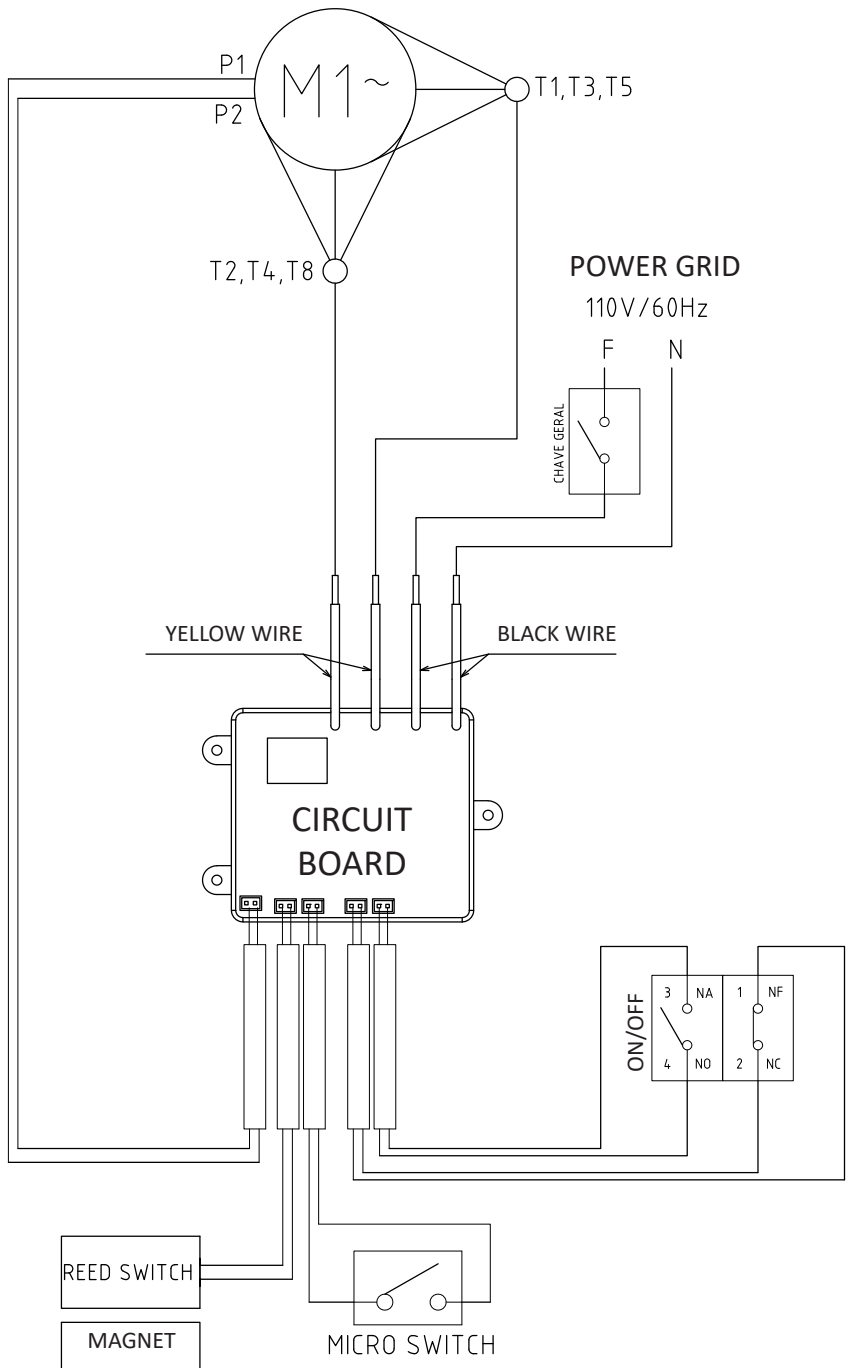 P1
M1~
P2
T1,T3,T5
T2,T4,T8
POWER GRID
110V/60Hz
F N
CHAVE GERAL
YELLOW WIRE
BLACK WIRE
CIRCUIT
BOARD
ON/OFF
3 NA 1 NF
4 NO 2 NC
REED SWITCH
MAGNET
MICRO SWITCH